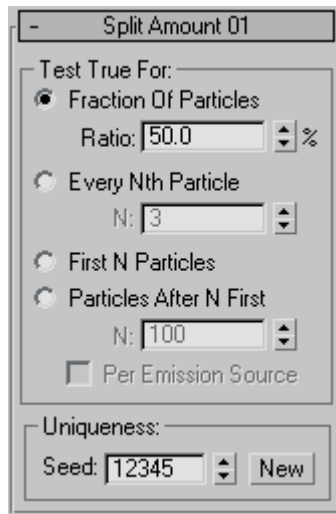 - Split Amount 01
Test True For:
Fraction Of Particles
Ratio: 50.0 %
Every Nth Particle
N: 3
First N Particles
Particles After N First
N: 100
Per Emission Source
Uniqueness:
Seed: 12345 New